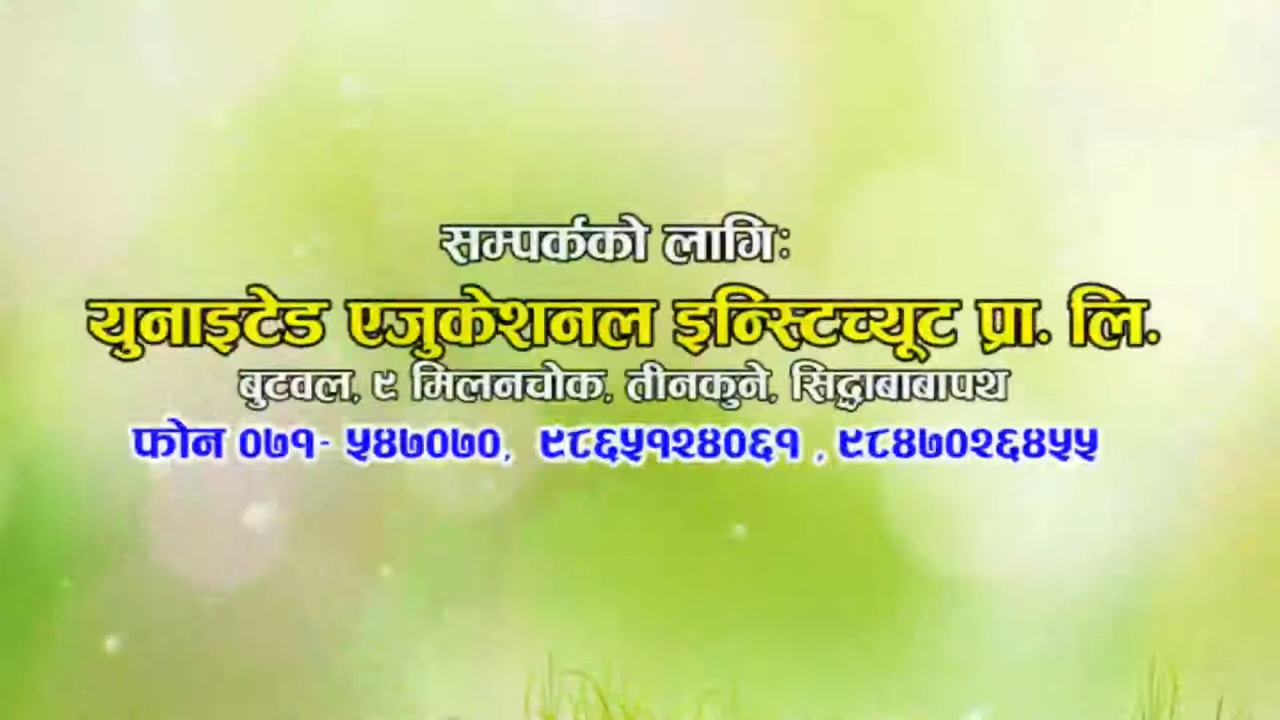 सम्पर्कको लागिः
युनाइटेड एजुकेशनल इन्स्टिच्यूट प्रा. लि.
बुटवल, ९ मिलनचोक, तीनकुने, सिद्धबाबापथ
फोन ०७१- ५४७०७०, ९८६५१२४०६१ , ९८४७०२६४५५